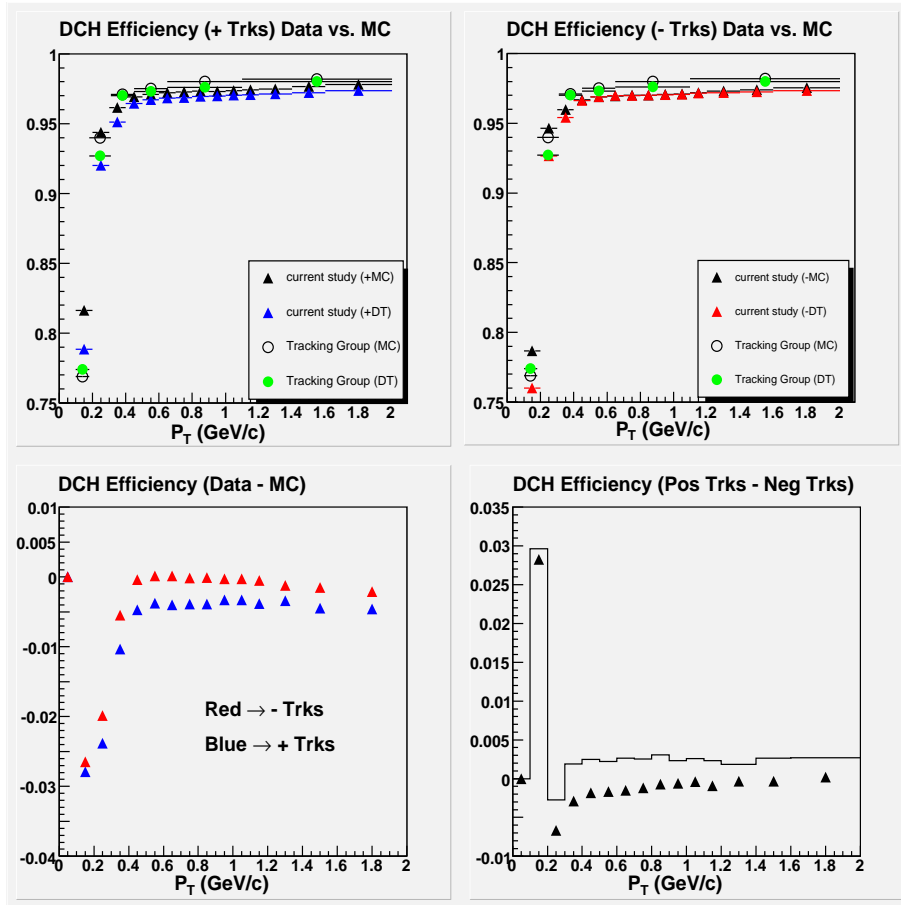 DCH Efficiency (+ Trks) Data vs. MC
1
0.95
0.9
0.85
0.8
0.75
current study (+MC)
current study (+DT)
Tracking Group (MC)
Tracking Group (DT)
0 0.2 0.4 0.6 0.8 1 1.2 1.4 1.6 1.8 2
P_T (GeV/c)
DCH Efficiency (- Trks) Data vs. MC
1
0.95
0.9
0.85
0.8
0.75
current study (-MC)
current study (-DT)
Tracking Group (MC)
Tracking Group (DT)
0 0.2 0.4 0.6 0.8 1 1.2 1.4 1.6 1.8 2
P_T (GeV/c)
DCH Efficiency (Data - MC)
0.01
0.005
0
-0.01
-0.02
-0.03
-0.04
Red → - Trks
Blue → + Trks
0 0.2 0.4 0.6 0.8 1 1.2 1.4 1.6 1.8 2
P_T (GeV/c)
DCH Efficiency (Pos Trks - Neg Trks)
0.035
0.03
0.025
0.02
0.015
0.01
0.005
0
-0.01
0 0.2 0.4 0.6 0.8 1 1.2 1.4 1.6 1.8 2
P_T (GeV/c)